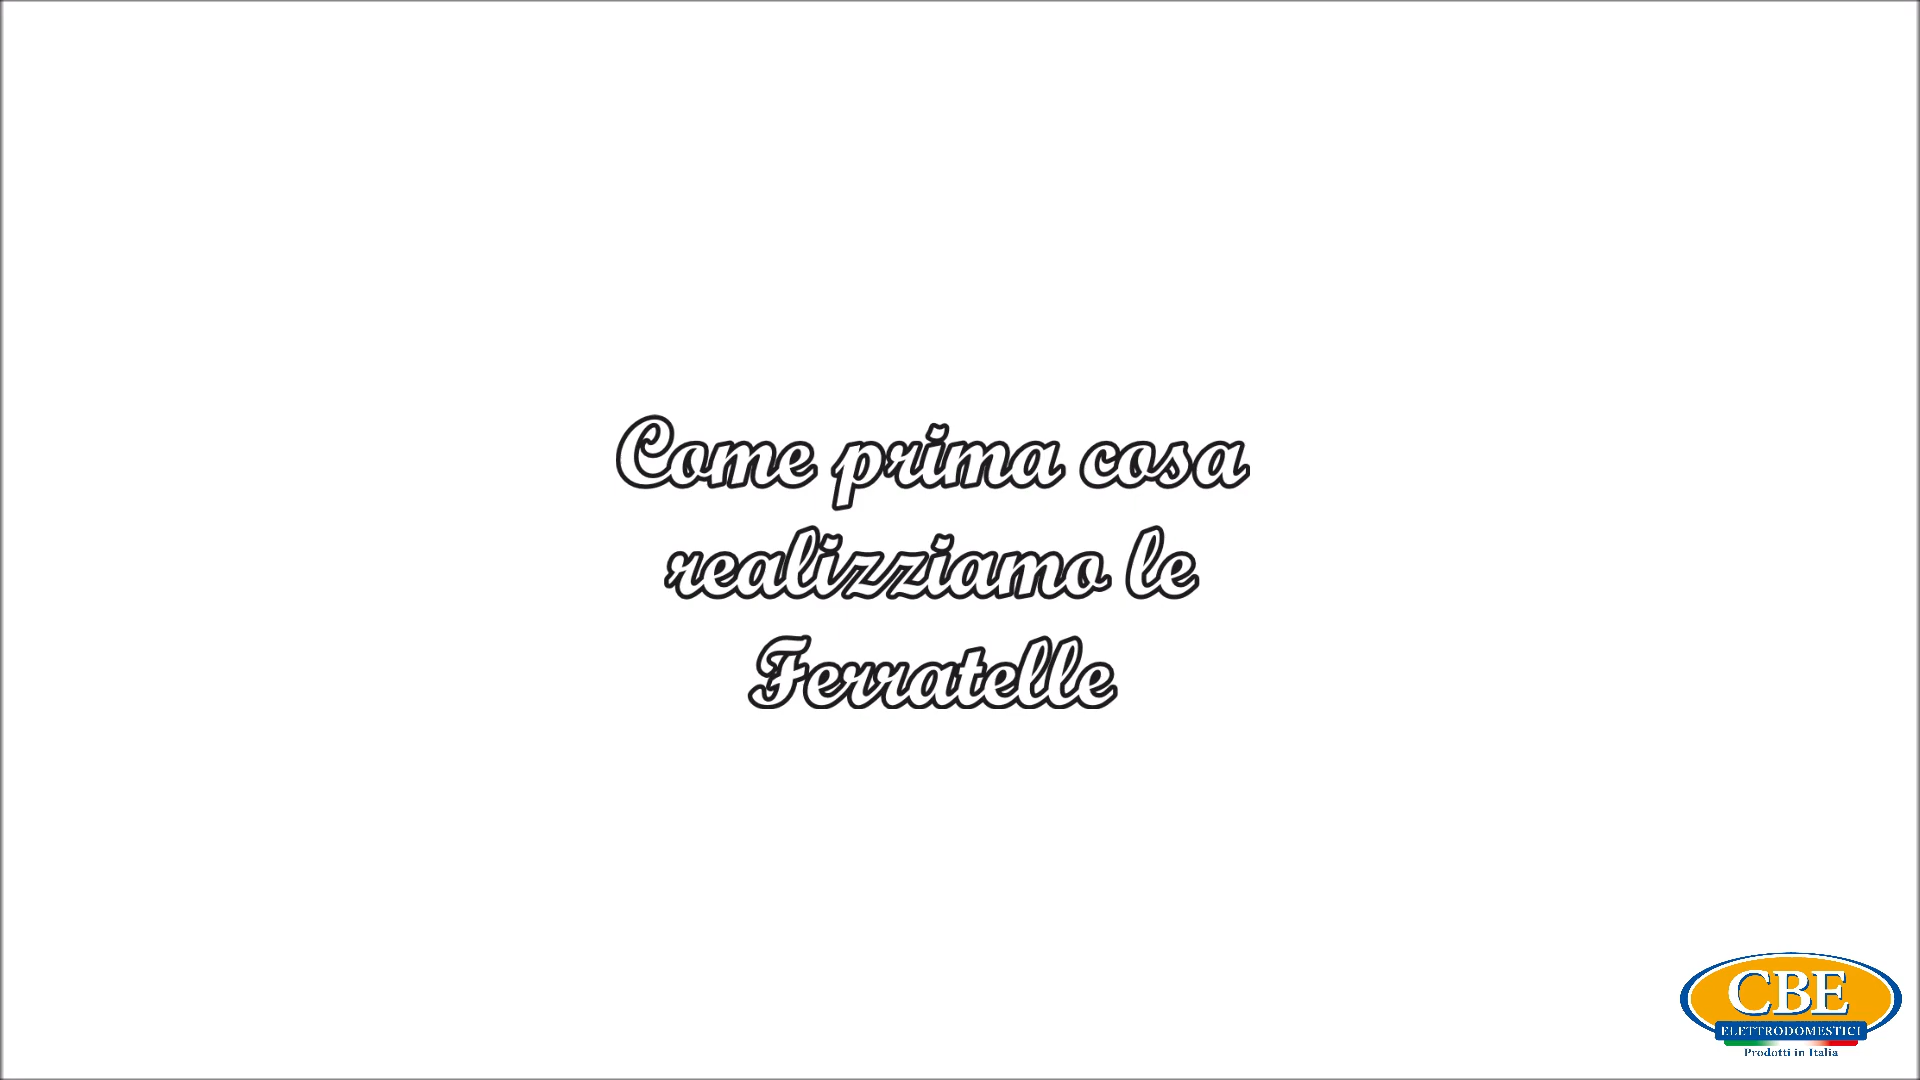 Come prima cosa
realizziamo le
Ferratelle
CBE
ELETTRODOMESTICI
Prodotti in Italia